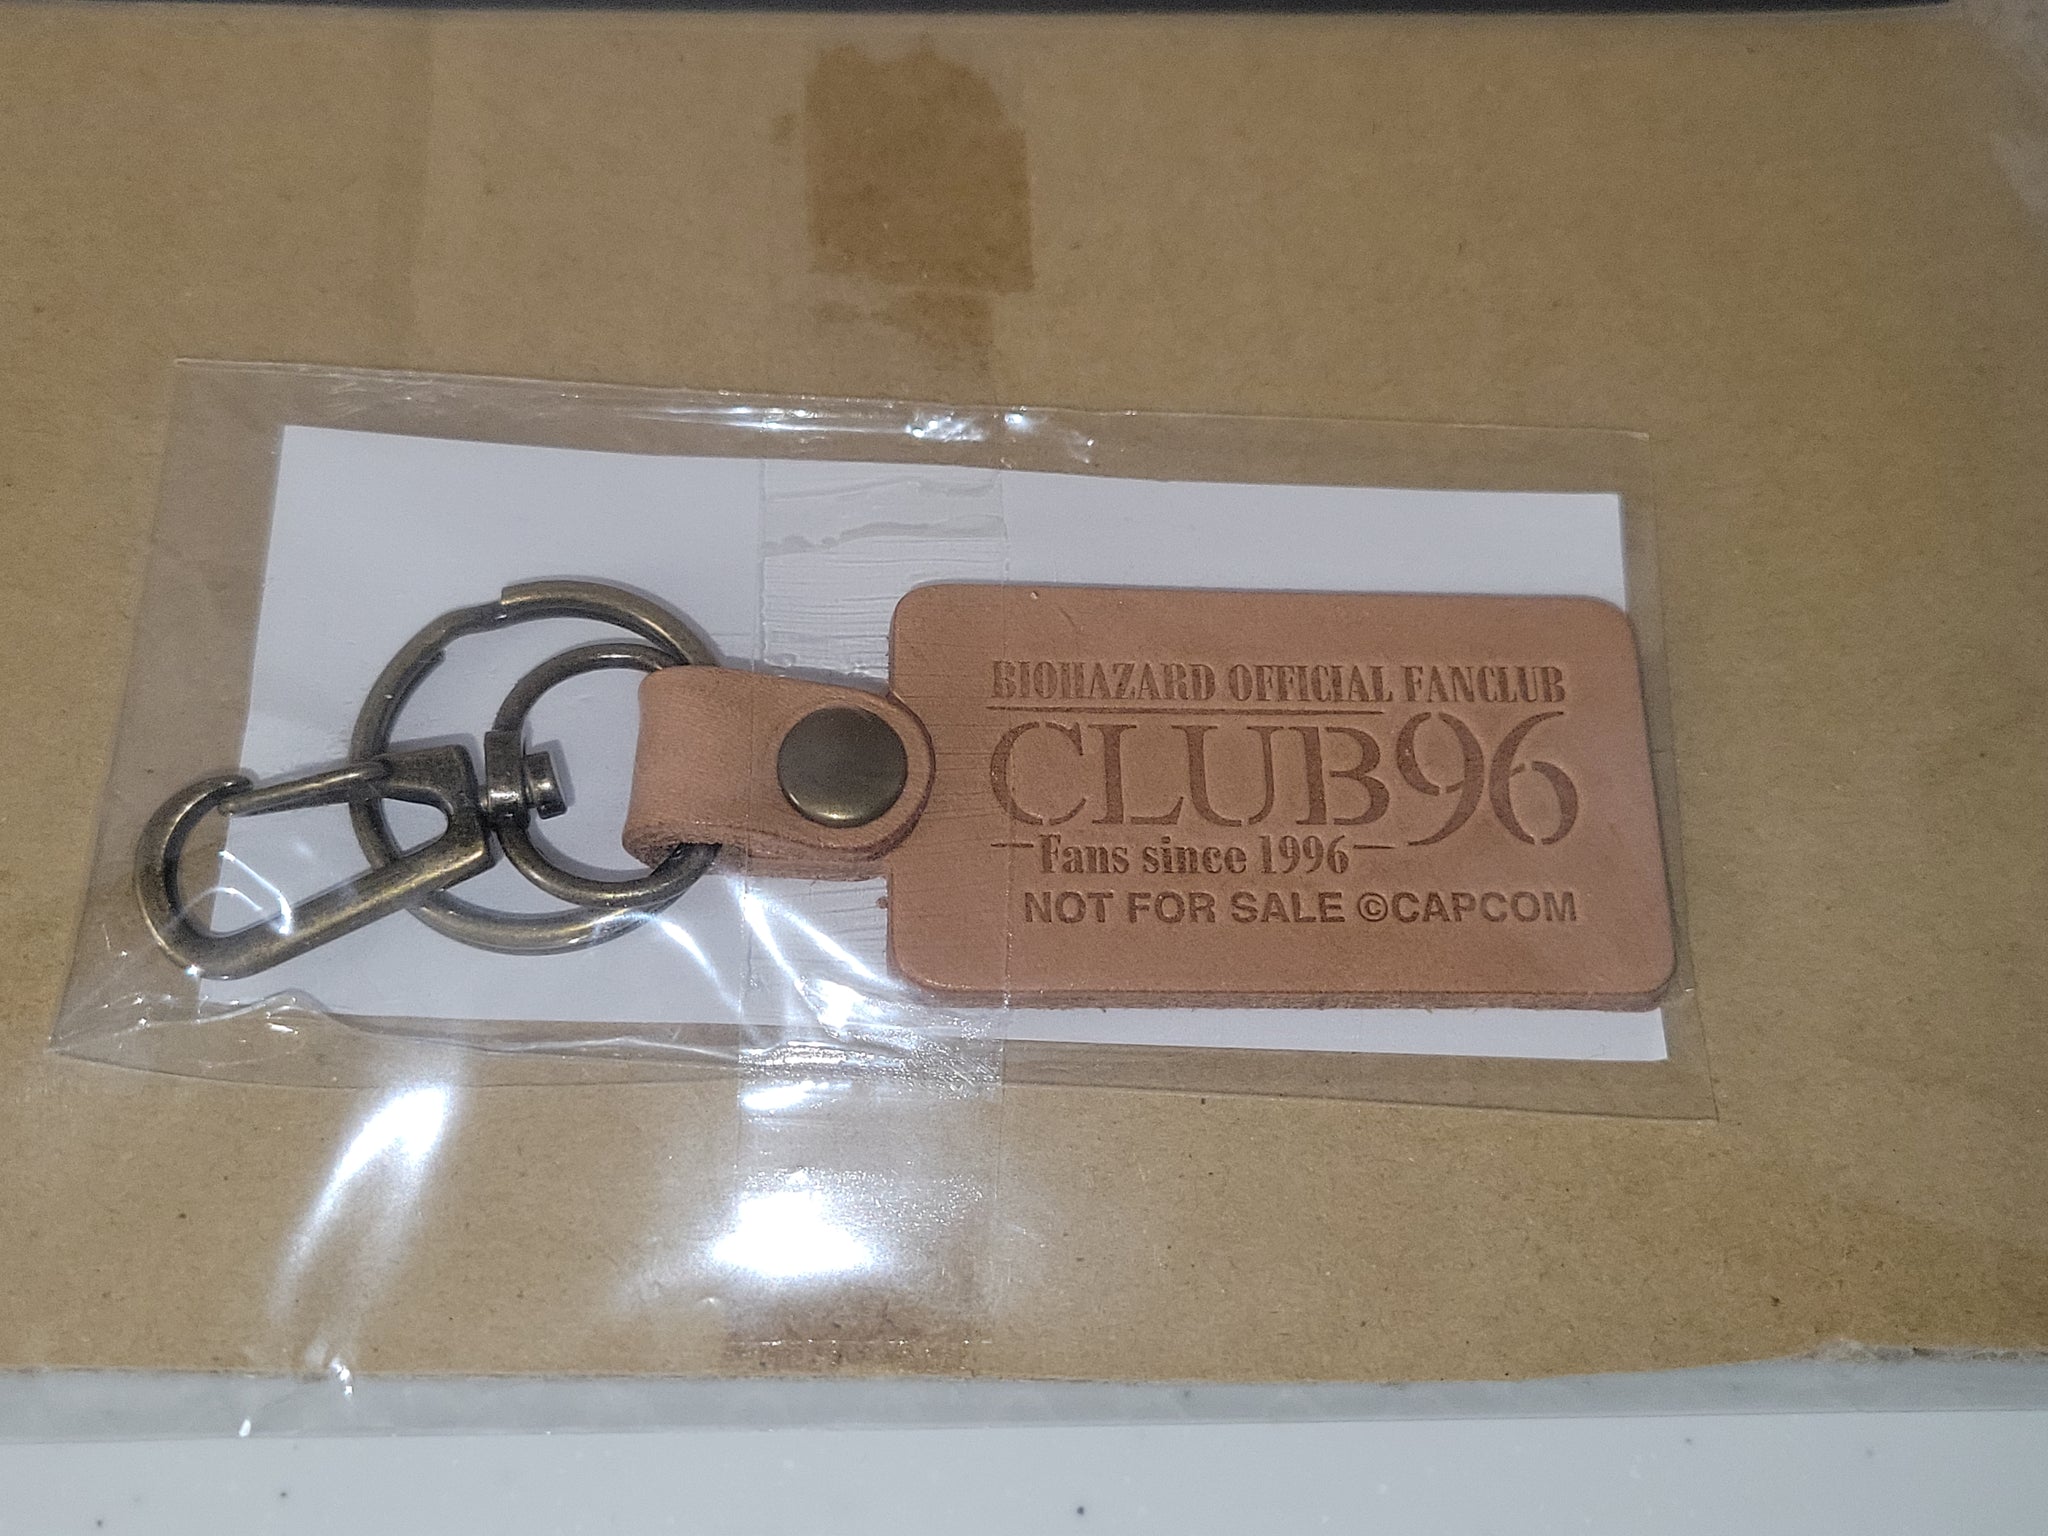 BIOHAZARD OFFICIAL FANCLUB
CLUB96
Fans since 1996
NOT FOR SALE ©CAPCOM